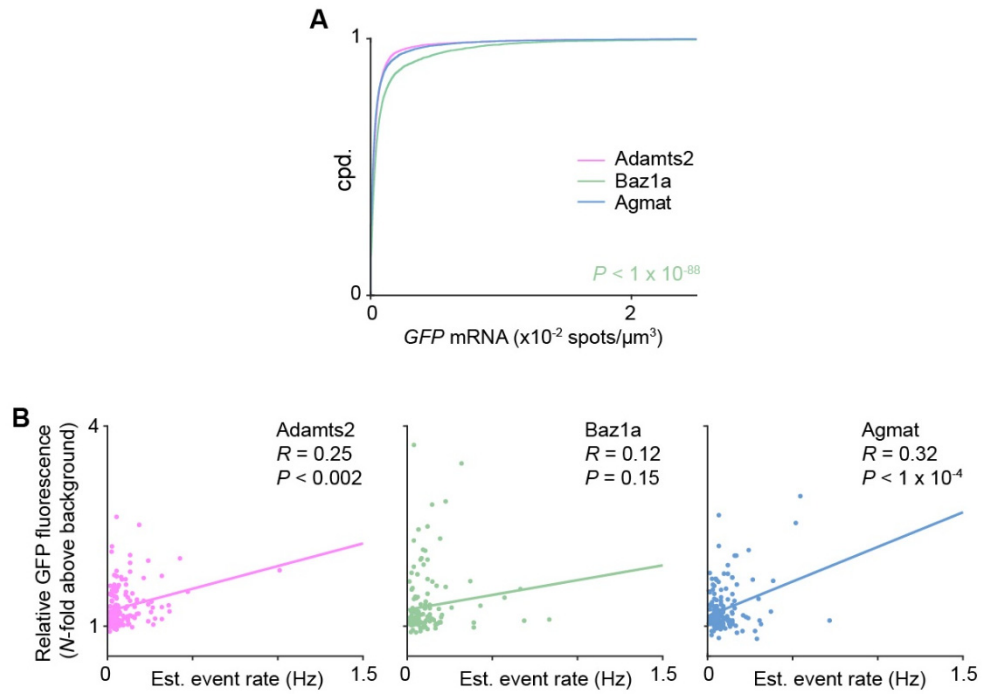 A
1
cpd.
Adamts2
Baz1a
Agmat
P < 1 x 10⁻⁸⁸
0
0
2
GFP mRNA (x10⁻² spots/µm³)
B
Relative GFP fluorescence
(N-fold above background)
4
1
Adamts2
R = 0.25
P < 0.002
0
Est. event rate (Hz)
1.5
Baz1a
R = 0.12
P = 0.15
0
Est. event rate (Hz)
1.5
Agmat
R = 0.32
P < 1 x 10⁻⁴
0
Est. event rate (Hz)
1.5